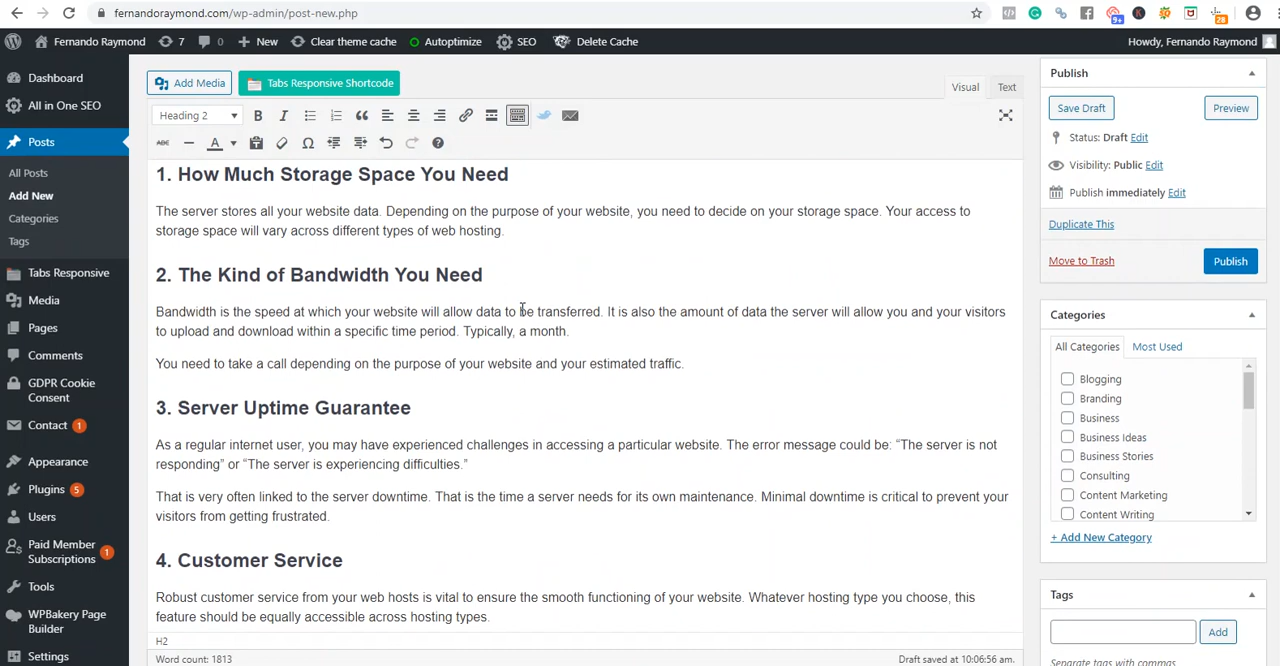 fernandoraymond.com/wp-admin/post-new.php
9+
28
Fernando Raymond 7 0 New Clear theme cache Autoptimize SEO Delete Cache Howdy, Fernando Raymond
Dashboard
All in One SEO
Posts
All Posts
Add New
Categories
Tags
Tabs Responsive
Media
Pages
Comments
GDPR Cookie
Consent
Contact 1
Appearance
Plugins 5
Users
Paid Member
Subscriptions 1
Tools
WPBakery Page
Builder
Settings
Add Media Tabs Responsive Shortcode
Visual Text
Heading 2 B I
ABC A
1. How Much Storage Space You Need
The server stores all your website data. Depending on the purpose of your website, you need to decide on your storage space. Your access to
storage space will vary across different types of web hosting.
2. The Kind of Bandwidth You Need
Bandwidth is the speed at which your website will allow data to be transferred. It is also the amount of data the server will allow you and your visitors
to upload and download within a specific time period. Typically, a month.
You need to take a call depending on the purpose of your website and your estimated traffic.
3. Server Uptime Guarantee
As a regular internet user, you may have experienced challenges in accessing a particular website. The error message could be: “The server is not
responding” or “The server is experiencing difficulties.”
That is very often linked to the server downtime. That is the time a server needs for its own maintenance. Minimal downtime is critical to prevent your
visitors from getting frustrated.
4. Customer Service
Robust customer service from your web hosts is vital to ensure the smooth functioning of your website. Whatever hosting type you choose, this
feature should be equally accessible across hosting types.
H2
Word count: 1813 Draft saved at 10:06:56 am.
Publish
Save Draft Preview
Status: Draft Edit
Visibility: Public Edit
Publish immediately Edit
Duplicate This
Move to Trash Publish
Categories
All Categories Most Used
Blogging
Branding
Business
Business Ideas
Business Stories
Consulting
Content Marketing
Content Writing
+ Add New Category
Tags
Add
Separate tags with commas